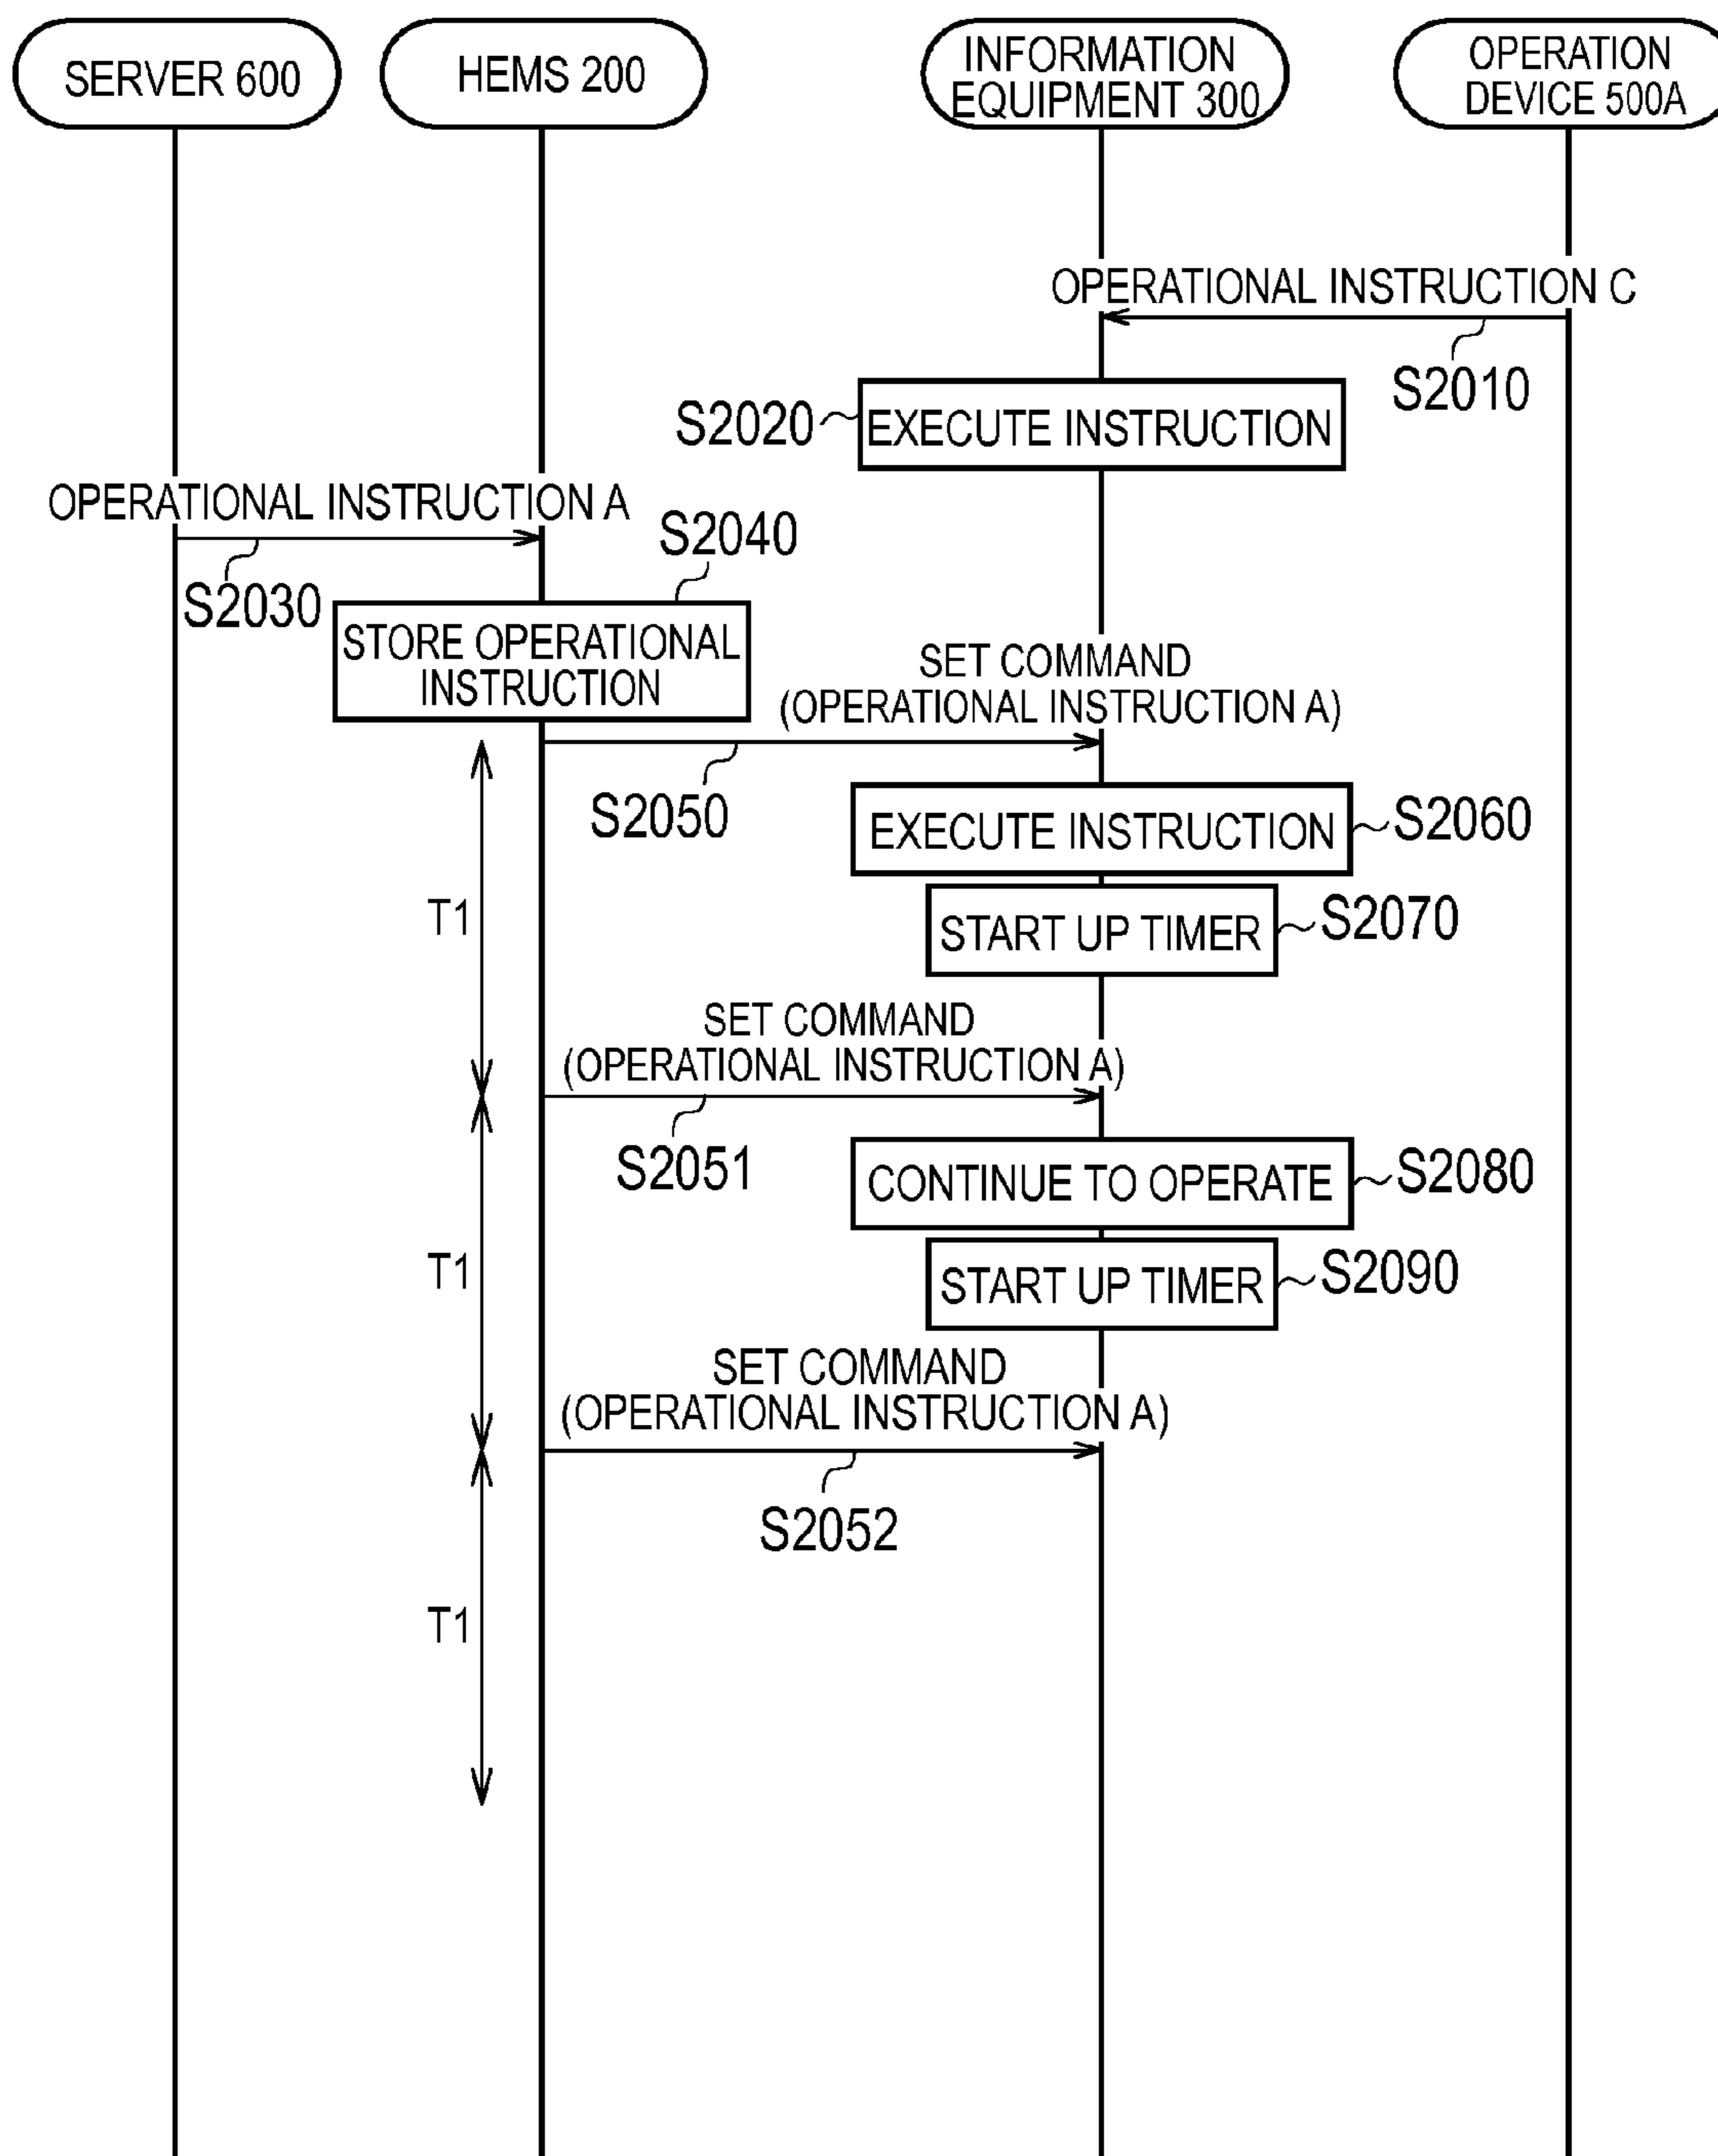 SERVER 600
HEMS 200
INFORMATION
EQUIPMENT 300
OPERATION
DEVICE 500A
OPERATIONAL INSTRUCTION C
S2010
S2020
EXECUTE INSTRUCTION
OPERATIONAL INSTRUCTION A
S2030
S2040
STORE OPERATIONAL
INSTRUCTION
SET COMMAND
(OPERATIONAL INSTRUCTION A)
S2050
EXECUTE INSTRUCTION
S2060
T1
START UP TIMER
S2070
SET COMMAND
(OPERATIONAL INSTRUCTION A)
S2051
CONTINUE TO OPERATE
S2080
T1
START UP TIMER
S2090
SET COMMAND
(OPERATIONAL INSTRUCTION A)
S2052
T1